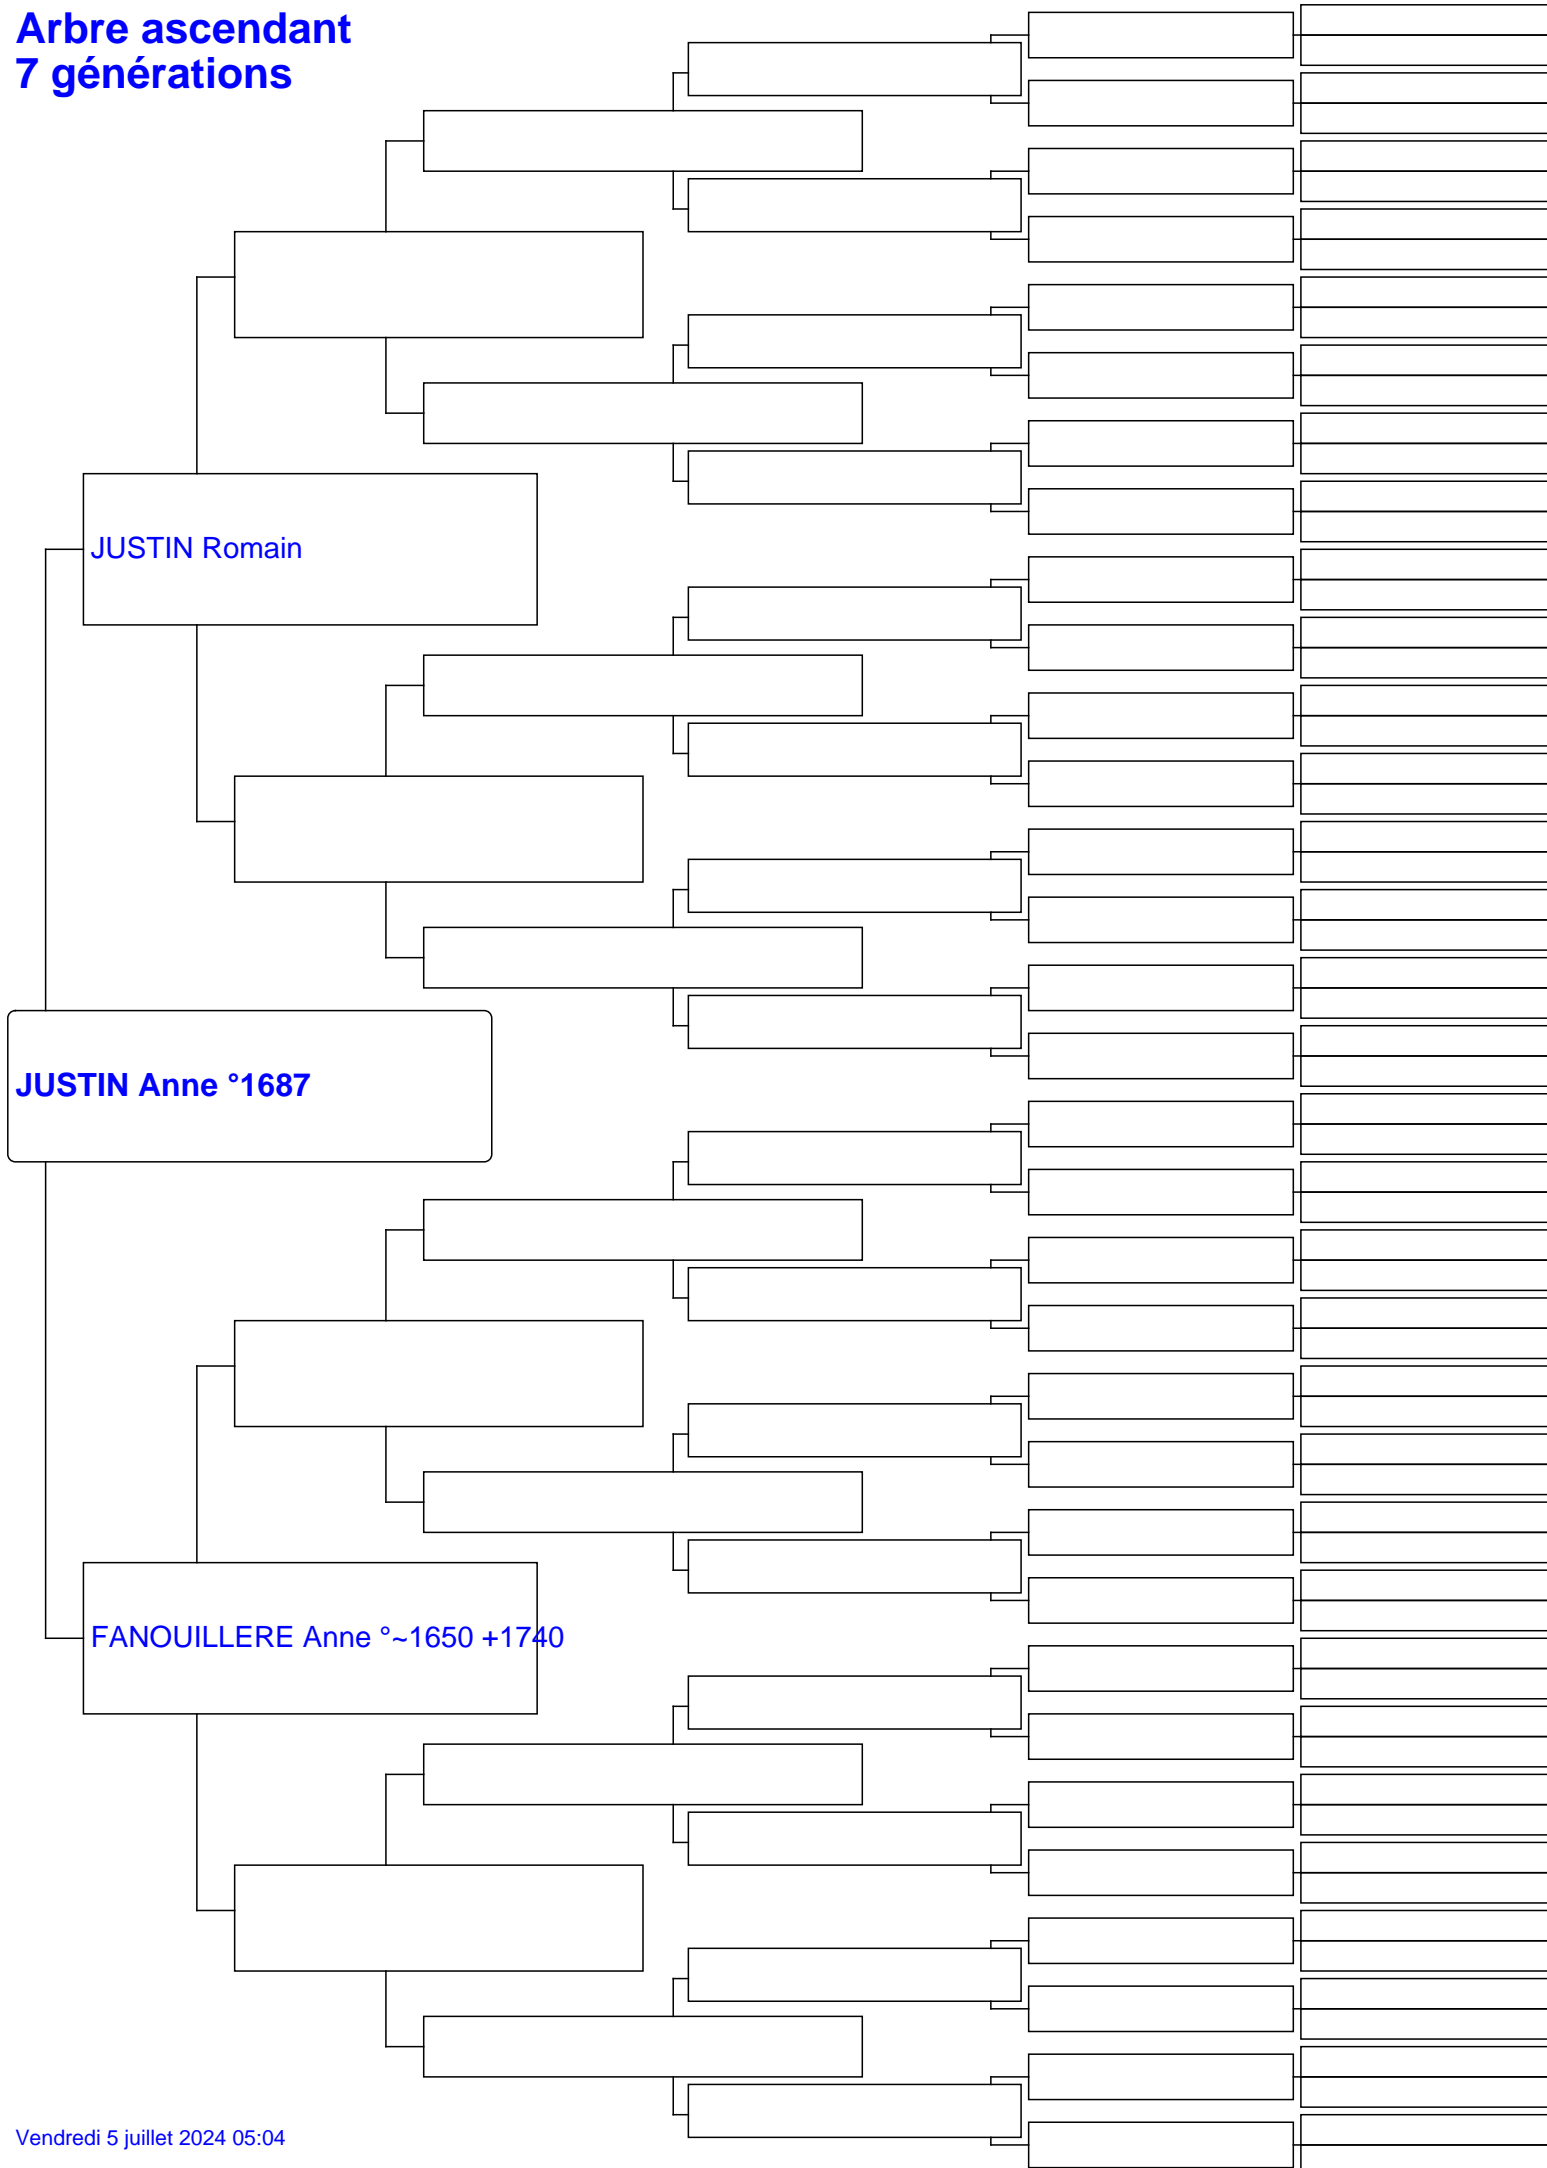 Arbre ascendant
7 générations
JUSTIN Romain
JUSTIN Anne °1687
FANOUILLERE Anne °~1650 +1740
Vendredi 5 juillet 2024 05:04